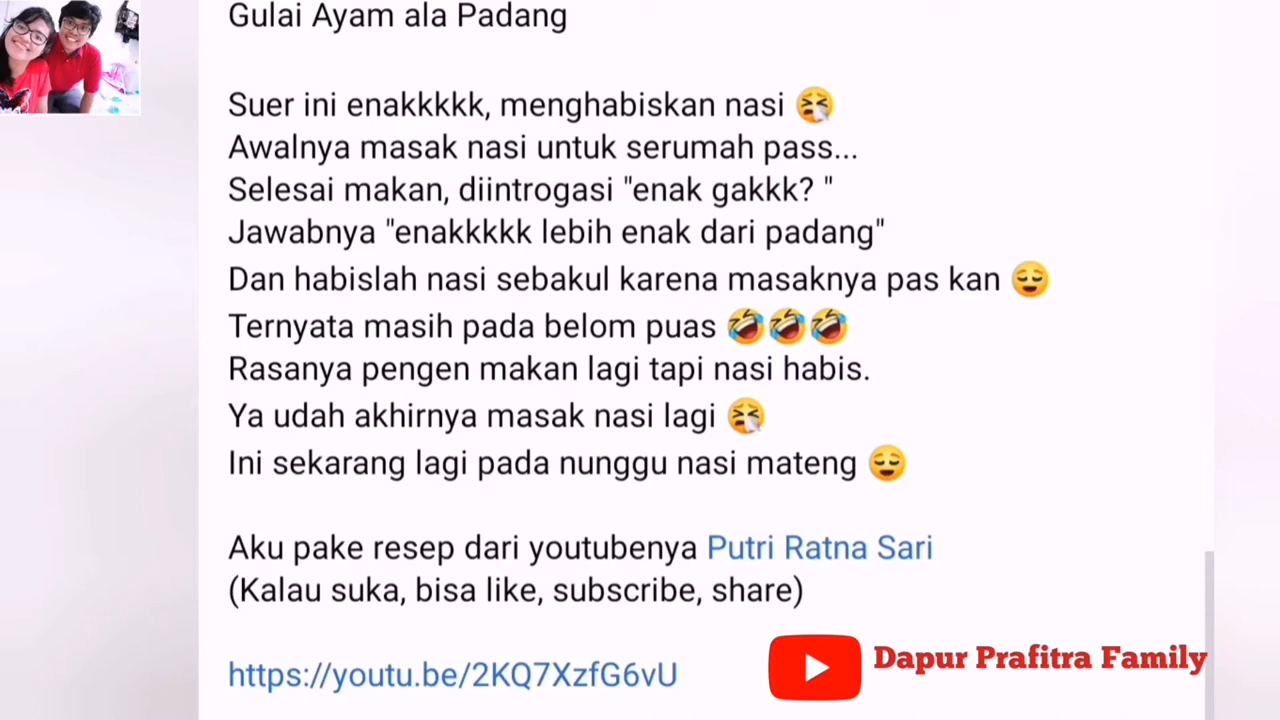 Gulai Ayam ala Padang
Suer ini enakkkkk, menghabiskan nasi 🤧
Awalnya masak nasi untuk serumah pass...
Selesai makan, diintrogasi "enak gakkk? "
Jawabnya "enakkkkk lebih enak dari padang"
Dan habislah nasi sebakul karena masaknya pas kan 😌
Ternyata masih pada belom puas 🤣🤣🤣
Rasanya pengen makan lagi tapi nasi habis.
Ya udah akhirnya masak nasi lagi 🤧
Ini sekarang lagi pada nunggu nasi mateng 😌
Aku pake resep dari youtubenya Putri Ratna Sari
(Kalau suka, bisa like, subscribe, share)
https://youtu.be/2KQ7XzfG6vU
Dapur Prafitra Family